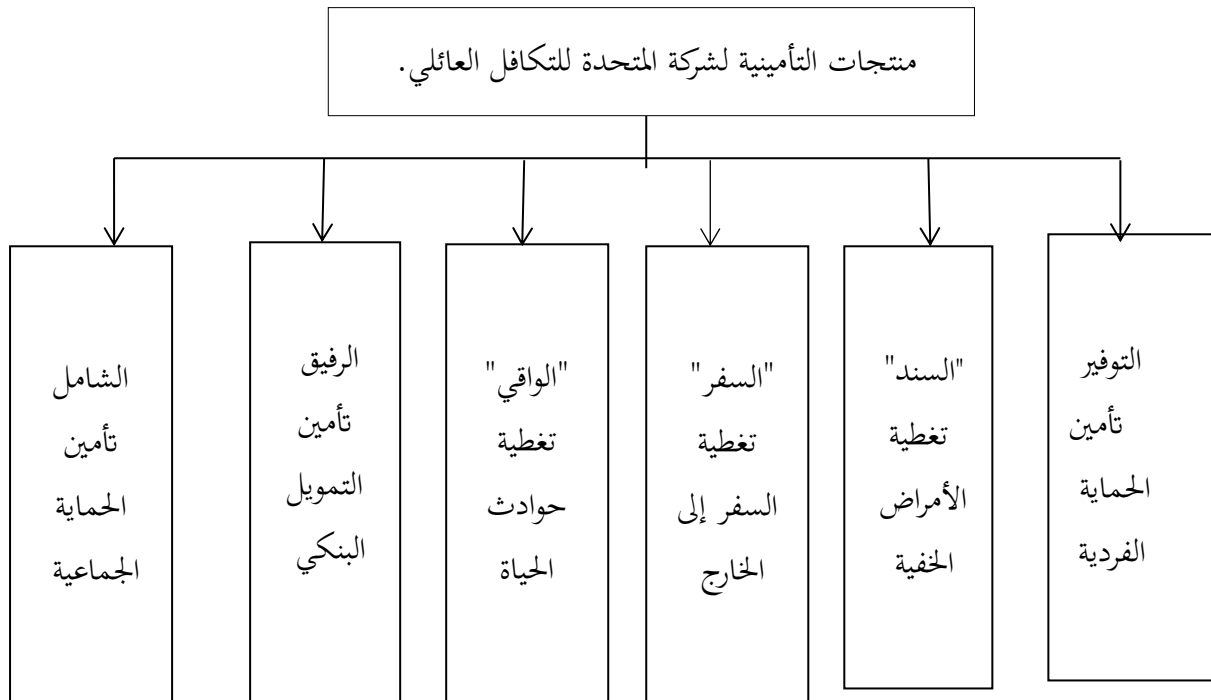 منتجات التأمينية لشركة المتحدة للتكافل العائلي.
التوفير
تأمين
الحماية
الفردية
"السند"
تغطية
الأمراض
الخفية
"السفر"
تغطية
السفر إلى
الخارج
"الواقي"
تغطية
حوادث
الحياة
الرفيق
تأمين
التمويل
البنكي
الشامل
تأمين
الحماية
الجماعية